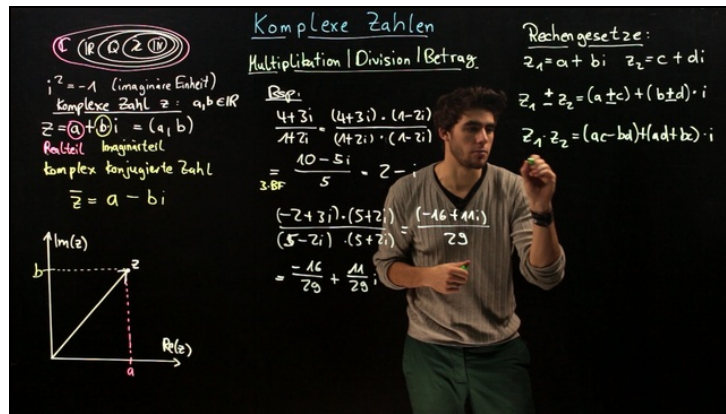 ℂ ℝ ℚ ℤ ℕ
i² = -1 (imaginäre Einheit)
Komplexe Zahl z: a,b ∈ ℝ
z = a + b i = (a, b)
Realteil Imaginärteil
Komplex Konjugierte Zahl
z̅ = a - bi
Im(z)
b
z
Re(z)
a
Komplexe Zahlen
Multiplikation | Division | Betrag
Bsp.:
(4+3i)/(1+2i) = ((4+3i)·(1-2i))/((1+2i)·(1-2i))
= (10-5i)/5 = 2 - i
3.BF
((-2+3i)·(5+2i))/((5-2i)·(5+2i)) = (-16+11i)/29
= -16/29 + 11/29 i
Rechengesetze:
z₁ = a + bi z₂ = c + di
z₁ ± z₂ = (a±c) + (b±d)·i
z₁·z₂ = (ac-bd)+(ad+bc)·i